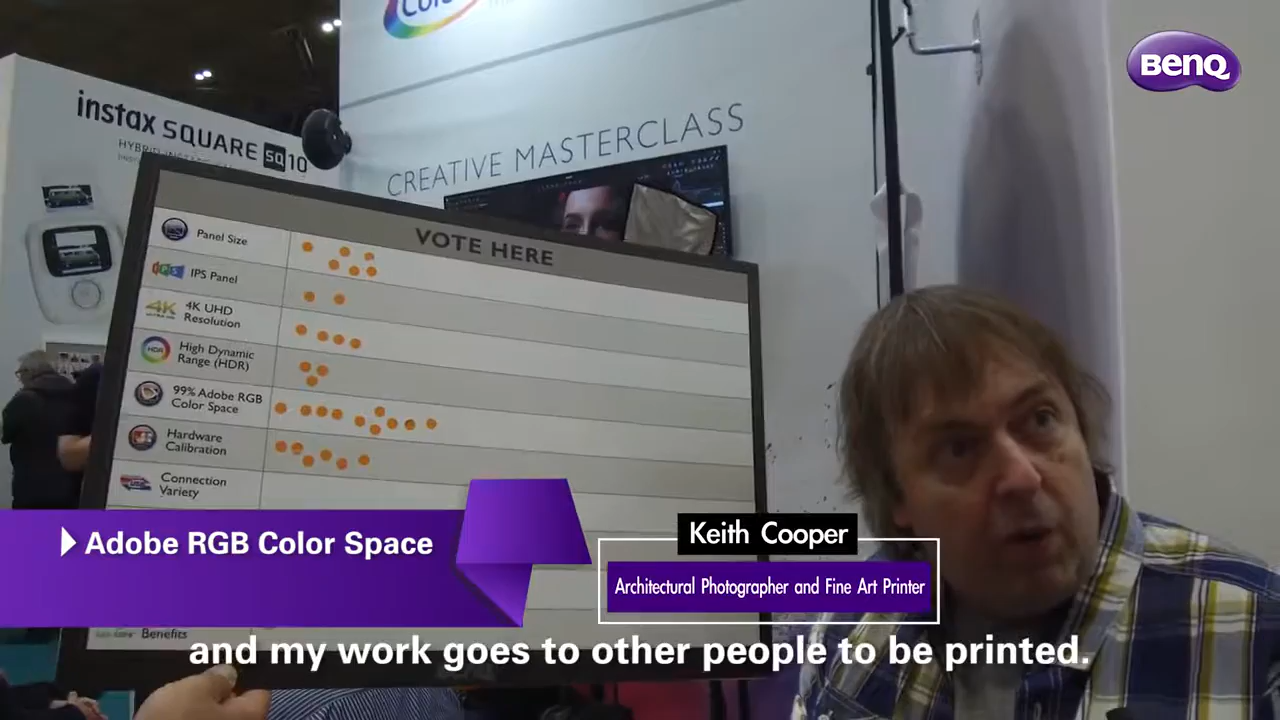 BenQ
instax SQUARE SQ10
CREATIVE MASTERCLASS
VOTE HERE
Panel Size
IPS Panel
4K
4K UHD
Resolution
HDR
High Dynamic
Range (HDR)
99% Adobe RGB
Color Space
Hardware
Calibration
Connection
Variety
Adobe RGB Color Space
Keith Cooper
Architectural Photographer and Fine Art Printer
Benefits
and my work goes to other people to be printed.